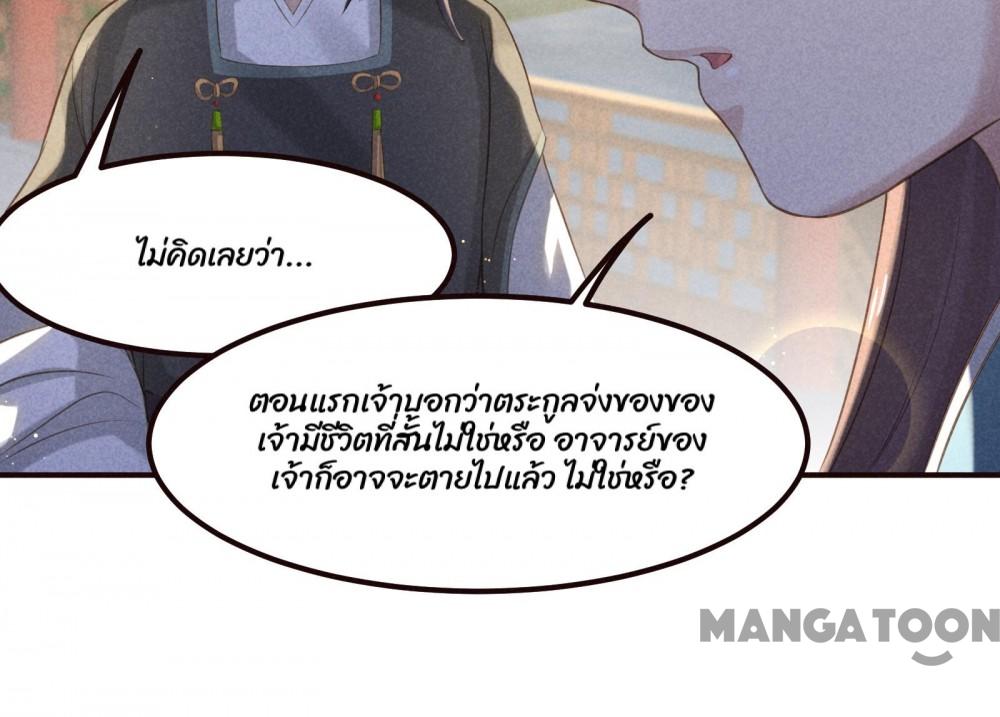 ไม่คิดเลยว่า...
ตอนแรกเจ้าบอกว่าตระกูลจ่งของของ
เจ้ามีชีวิตที่สั้นไม่ใช่หรือ อาจารย์ของ
เจ้าก็อาจจะตายไปแล้ว ไม่ใช่หรือ?
MANGA TOON